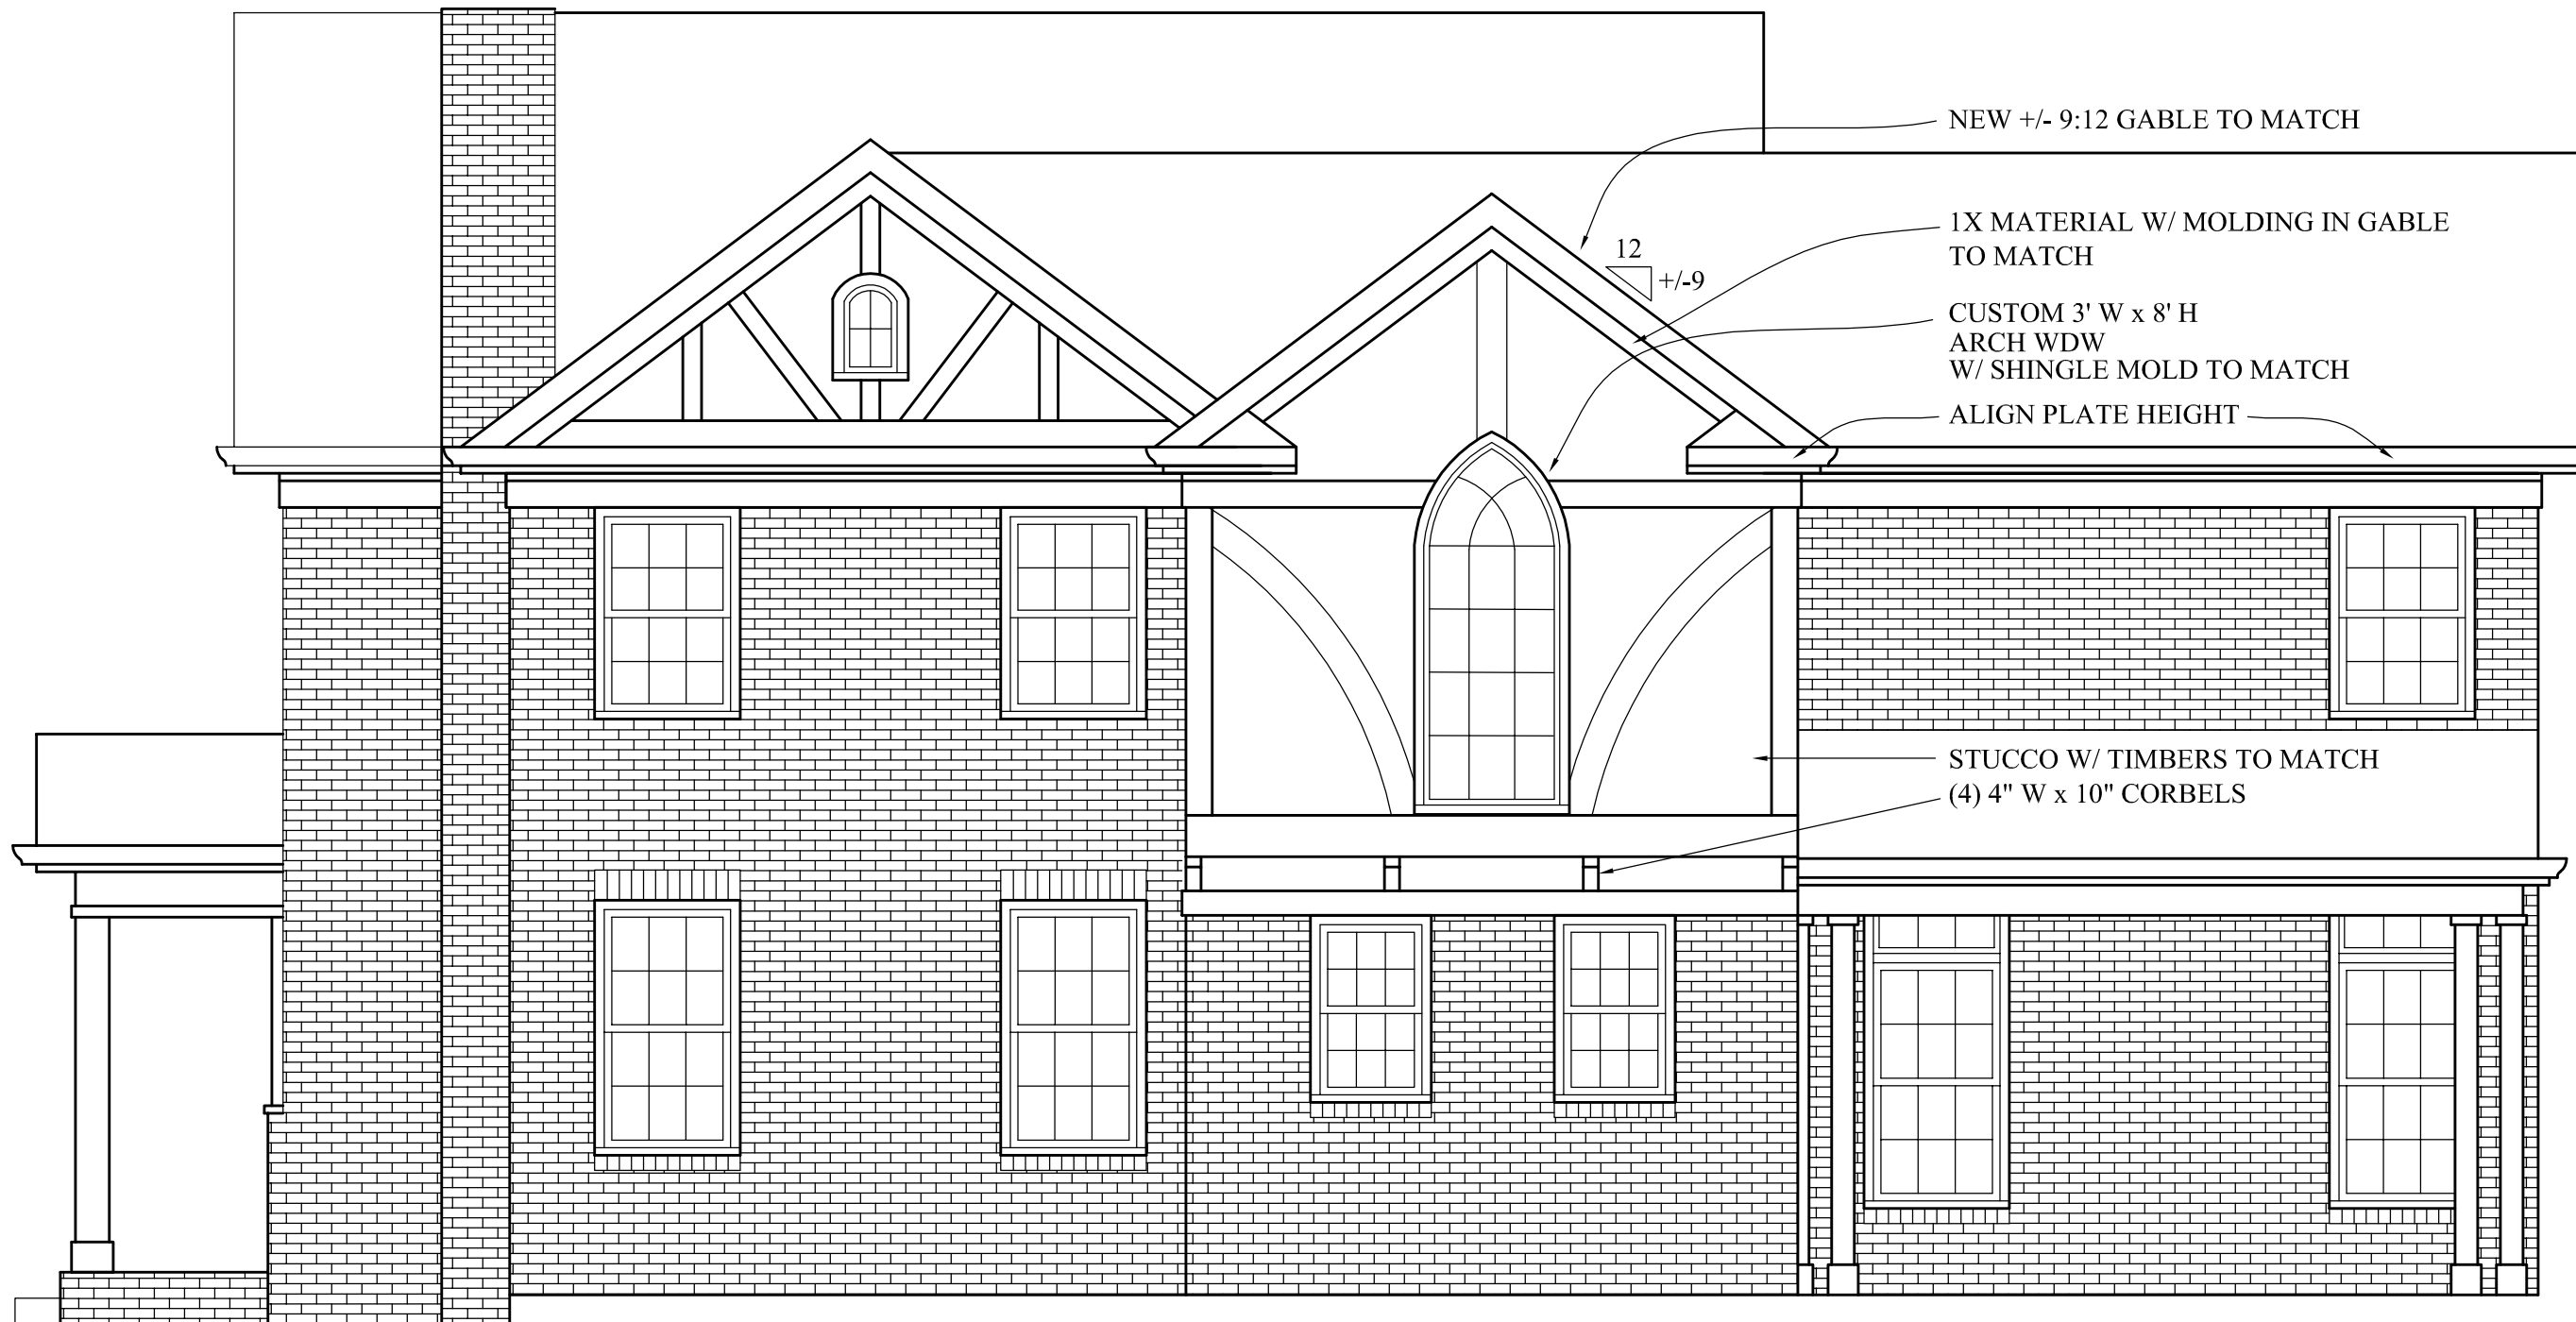 NEW +/- 9:12 GABLE TO MATCH
1X MATERIAL W/ MOLDING IN GABLE
TO MATCH
12
+/-9
CUSTOM 3' W x 8' H
ARCH WDW
W/ SHINGLE MOLD TO MATCH
ALIGN PLATE HEIGHT
STUCCO W/ TIMBERS TO MATCH
(4) 4" W x 10" CORBELS